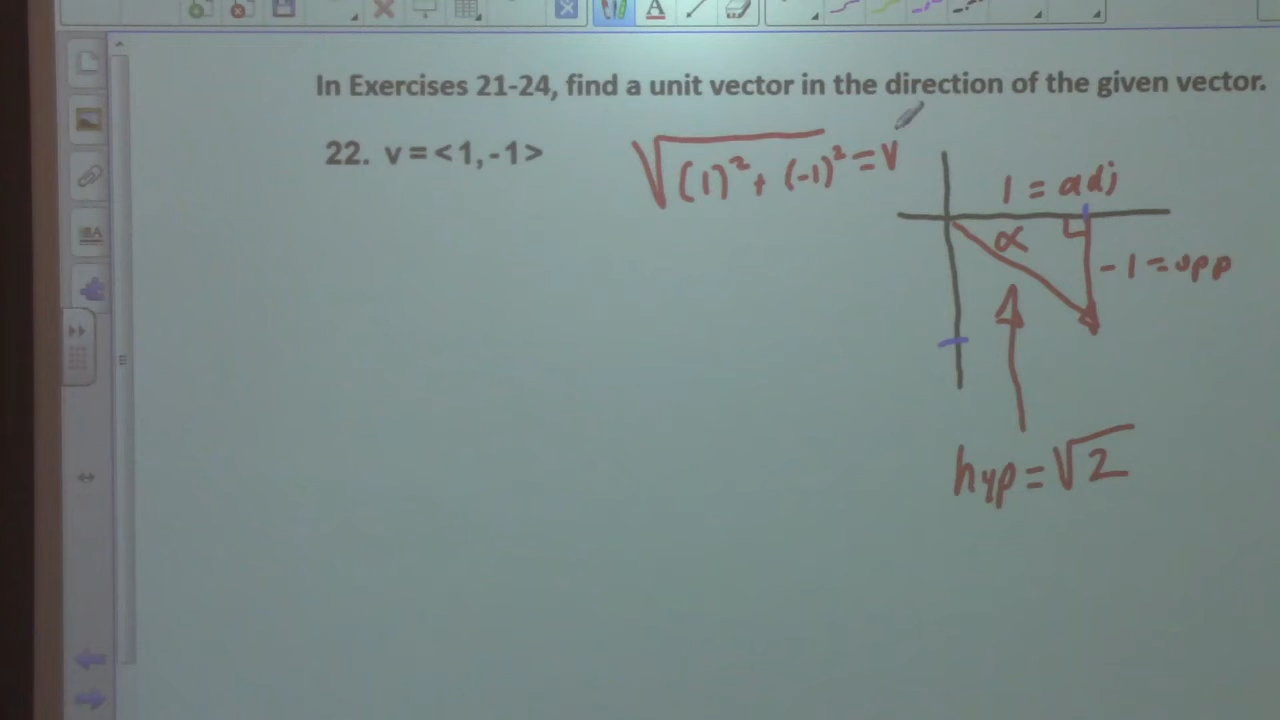 In Exercises 21-24, find a unit vector in the direction of the given vector.
22. v = <1, -1>
√(1)² + (-1)² = v
1 = adj
α
-1 = opp
hyp = √2